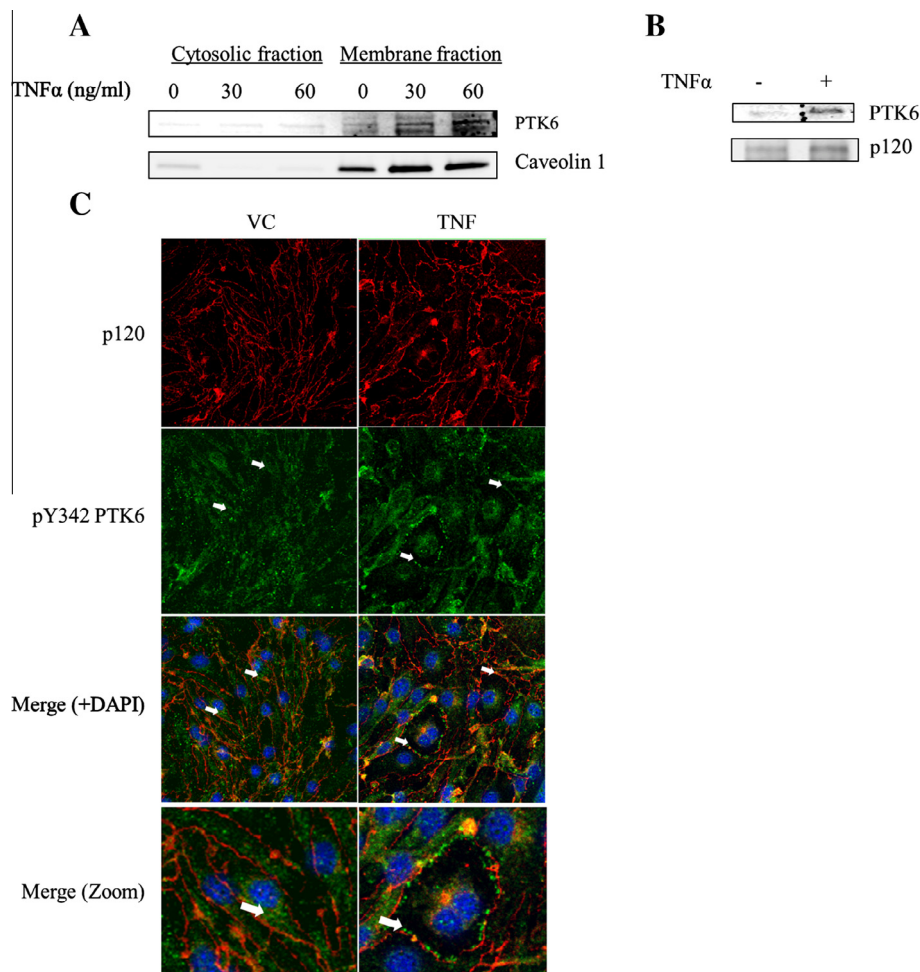 A
Cytosolic fraction Membrane fraction
TNFα (ng/ml) 0 30 60 0 30 60
PTK6
Caveolin 1
B
TNFα - +
PTK6
p120
C
VC TNF
p120
pY342 PTK6
Merge (+DAPI)
Merge (Zoom)